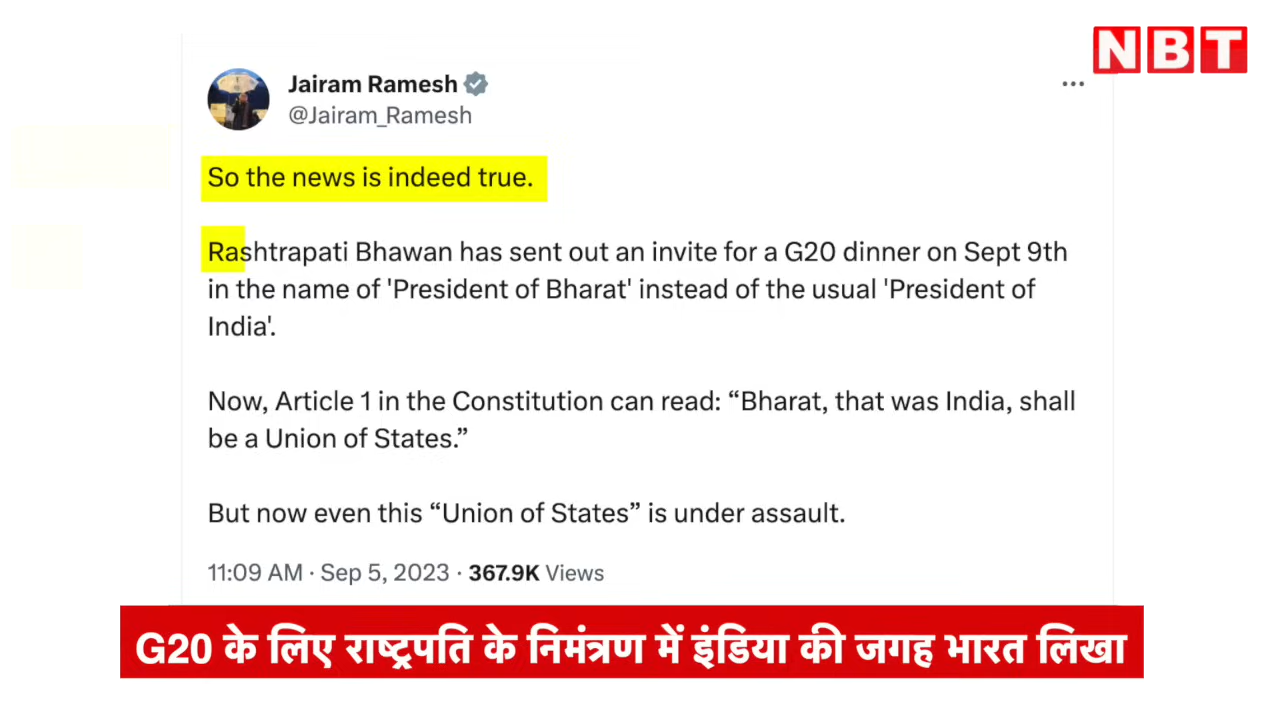 NBT
Jairam Ramesh
@Jairam_Ramesh
So the news is indeed true.
Rashtrapati Bhawan has sent out an invite for a G20 dinner on Sept 9th
in the name of 'President of Bharat' instead of the usual 'President of
India'.
Now, Article 1 in the Constitution can read: “Bharat, that was India, shall
be a Union of States.”
But now even this “Union of States” is under assault.
11:09 AM · Sep 5, 2023 · 367.9K Views
G20 के लिए राष्ट्रपति के निमंत्रण में इंडिया की जगह भारत लिखा